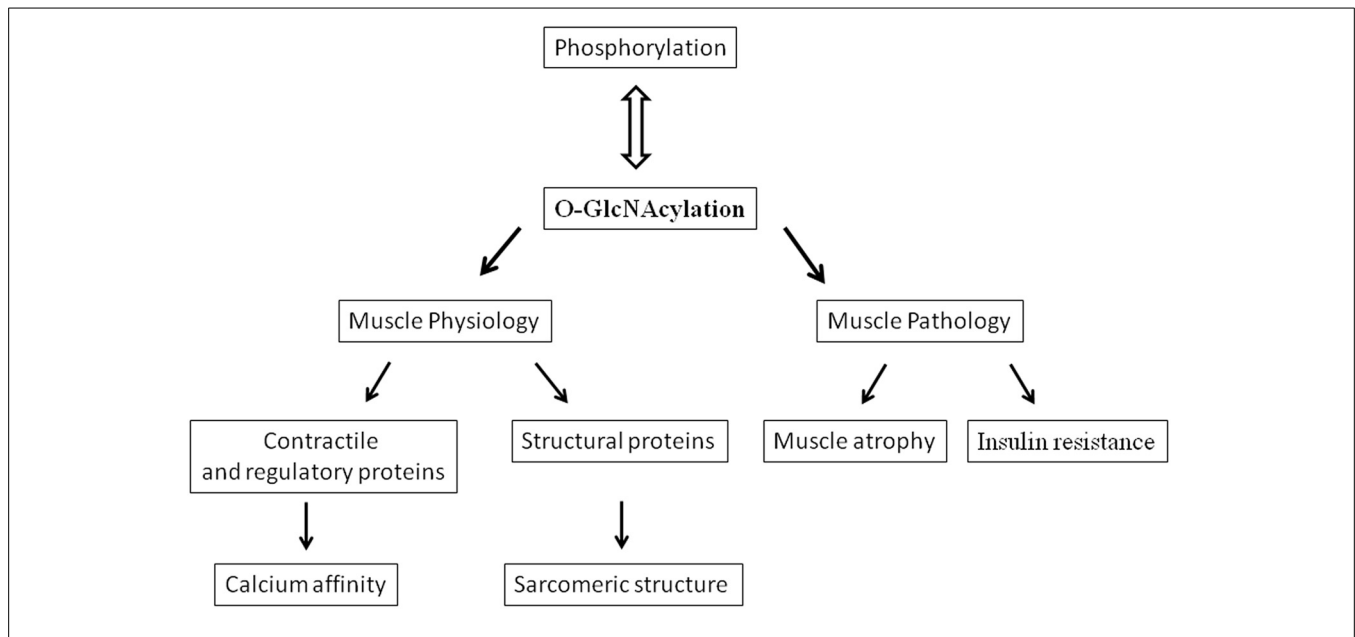 Phosphorylation
O-GlcNAcylation
Muscle Physiology
Muscle Pathology
Contractile
and regulatory proteins
Structural proteins
Muscle atrophy
Insulin resistance
Calcium affinity
Sarcomeric structure